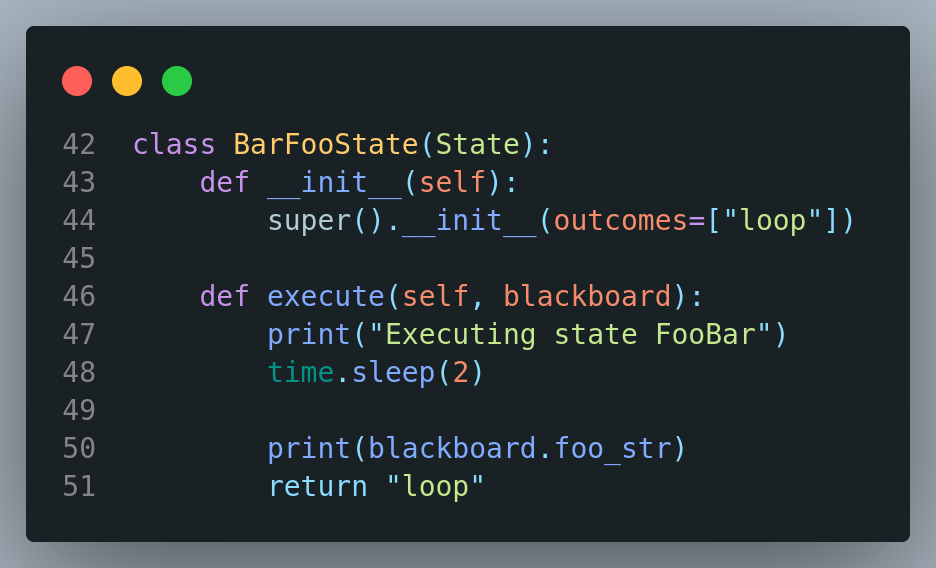 42 class BarFooState(State):
43     def __init__(self):
44         super().__init__(outcomes=["loop"])
45
46     def execute(self, blackboard):
47         print("Executing state FooBar")
48         time.sleep(2)
49
50         print(blackboard.foo_str)
51         return "loop"